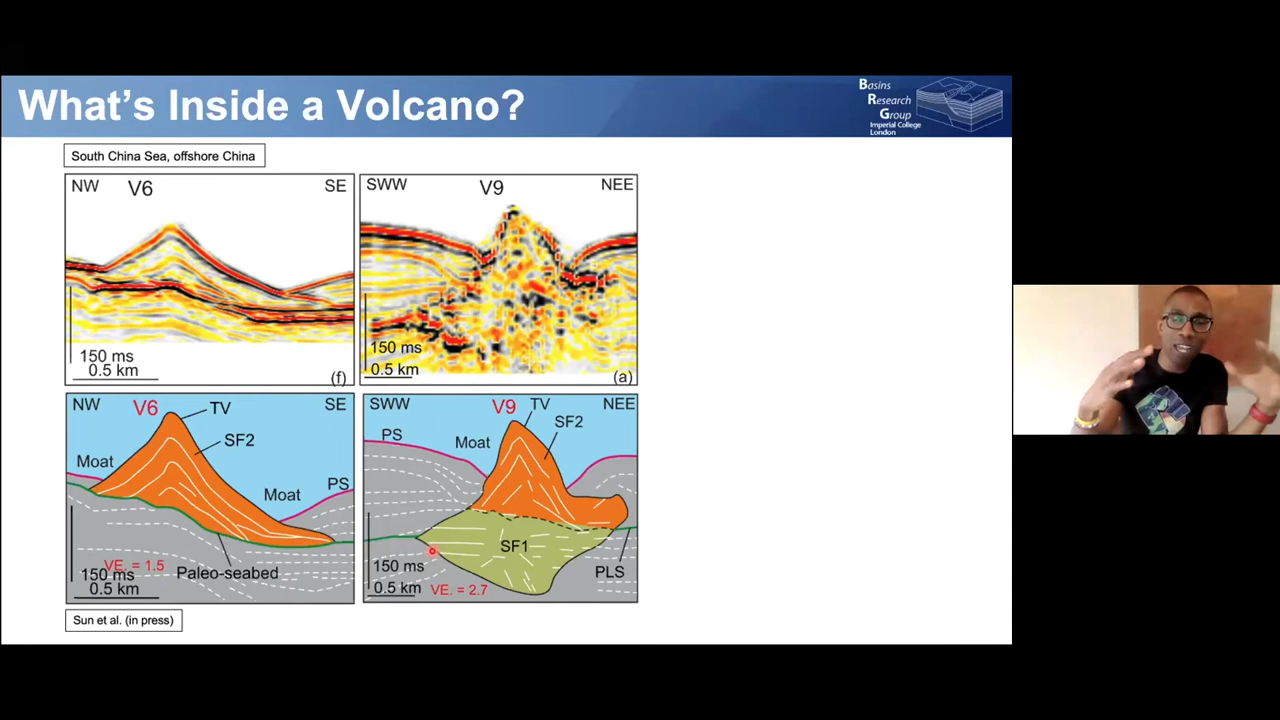 What's Inside a Volcano?
Basins
Research
Group
Imperial College
London
South China Sea, offshore China
NW V6 SE
150 ms
0.5 km
(f)
SWW V9 NEE
150 ms
0.5 km
(a)
NW V6 TV SE
SF2
Moat
Moat PS
VE. = 1.5
150 ms
0.5 km
Paleo-seabed
SWW V9 TV NEE
SF2
PS
Moat
SF1
150 ms
0.5 km
VE. = 2.7
PLS
Sun et al. (in press)